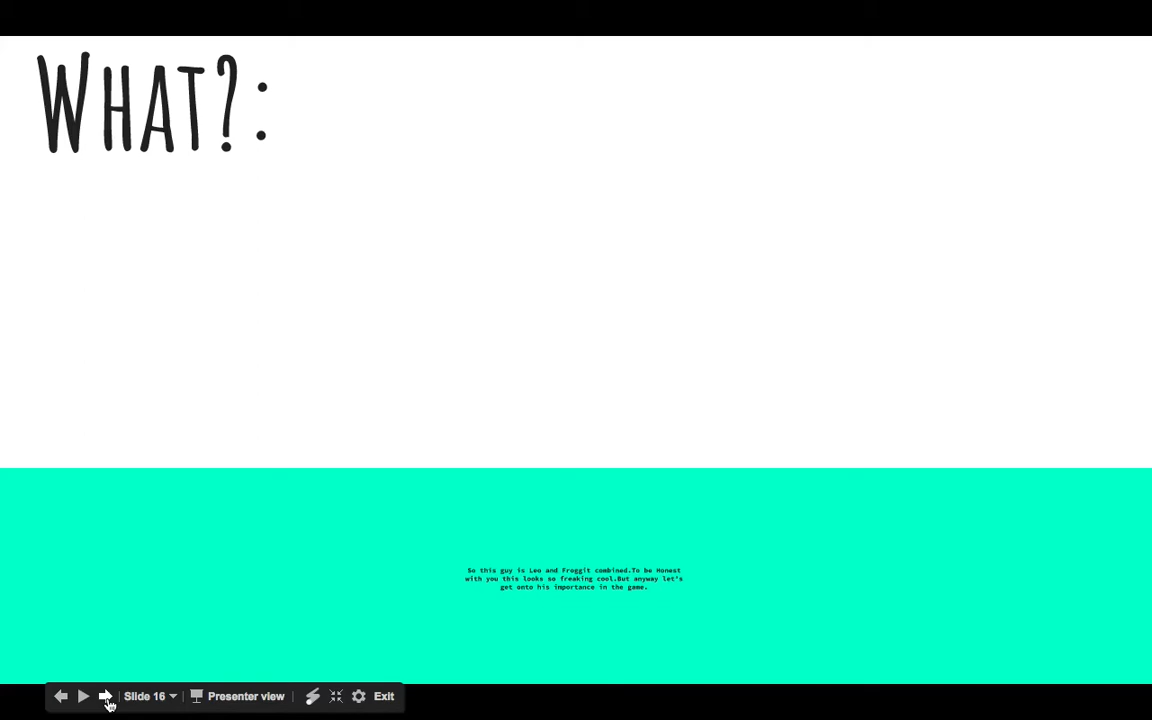 WHAT?:
So this guy is Leo and Froggit combined.To be Honest
with you this looks so freaking cool.But anyway let's
get onto his importance in the game.
Slide 16 Presenter view Exit